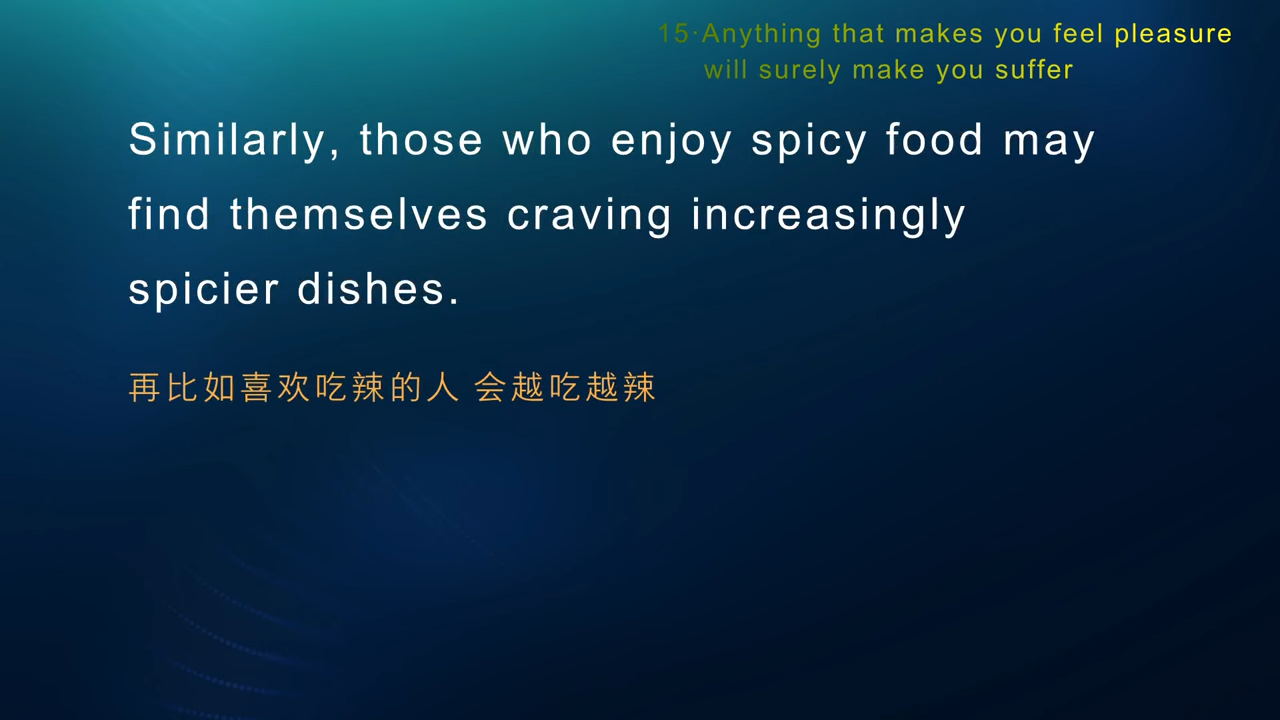 15·Anything that makes you feel pleasure
will surely make you suffer
Similarly, those who enjoy spicy food may
find themselves craving increasingly
spicier dishes.
再比如喜欢吃辣的人 会越吃越辣